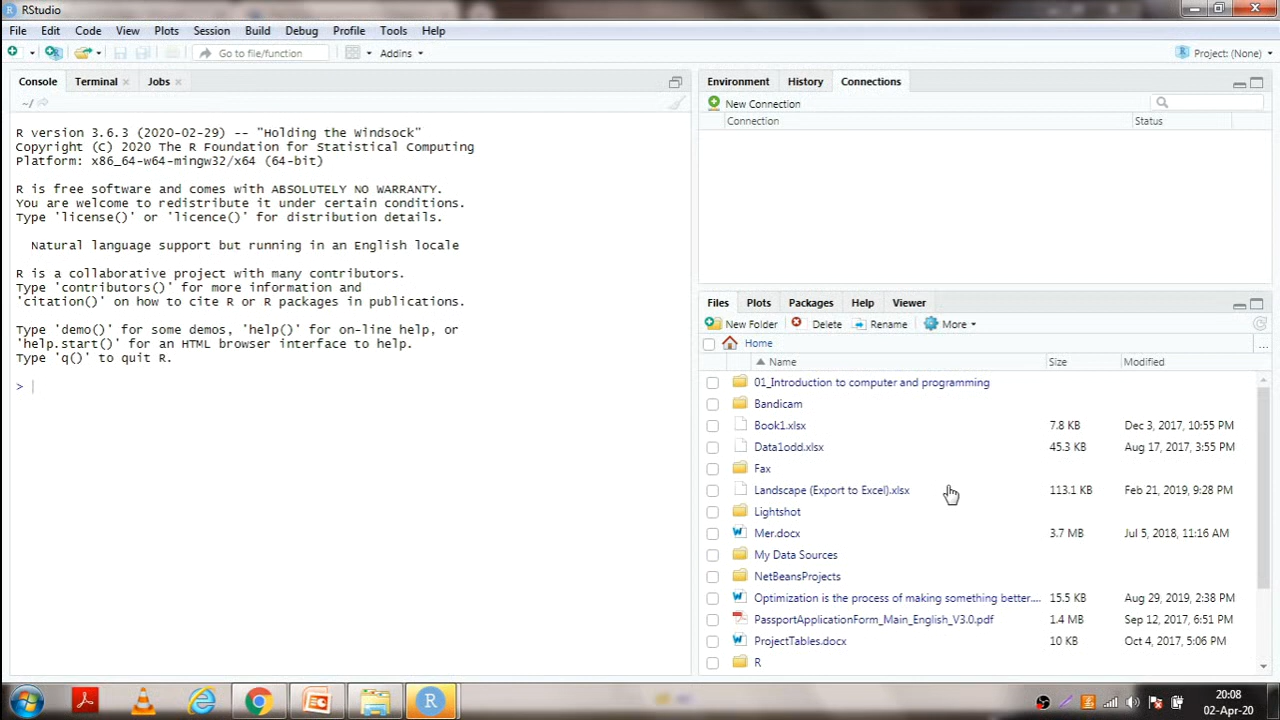 RStudio
File Edit Code View Plots Session Build Debug Profile Tools Help
Go to file/function Addins Project: (None)
Console Terminal Jobs
~/
R version 3.6.3 (2020-02-29) -- "Holding the Windsock"
Copyright (C) 2020 The R Foundation for Statistical Computing
Platform: x86_64-w64-mingw32/x64 (64-bit)
R is free software and comes with ABSOLUTELY NO WARRANTY.
You are welcome to redistribute it under certain conditions.
Type 'license()' or 'licence()' for distribution details.
Natural language support but running in an English locale
R is a collaborative project with many contributors.
Type 'contributors()' for more information and
'citation()' on how to cite R or R packages in publications.
Type 'demo()' for some demos, 'help()' for on-line help, or
'help.start()' for an HTML browser interface to help.
Type 'q()' to quit R.
>
Environment History Connections
New Connection
Connection Status
Files Plots Packages Help Viewer
New Folder Delete Rename More
Home ...
Name Size Modified
01_Introduction to computer and programming
Bandicam
Book1.xlsx 7.8 KB Dec 3, 2017, 10:55 PM
Data1odd.xlsx 45.3 KB Aug 17, 2017, 3:55 PM
Fax
Landscape (Export to Excel).xlsx 113.1 KB Feb 21, 2019, 9:28 PM
Lightshot
Mer.docx 3.7 MB Jul 5, 2018, 11:16 AM
My Data Sources
NetBeansProjects
Optimization is the process of making something better.... 15.5 KB Aug 29, 2019, 2:38 PM
PassportApplicationForm_Main_English_V3.0.pdf 1.4 MB Sep 12, 2017, 6:51 PM
ProjectTables.docx 10 KB Oct 4, 2017, 5:06 PM
R
20:08
02-Apr-20